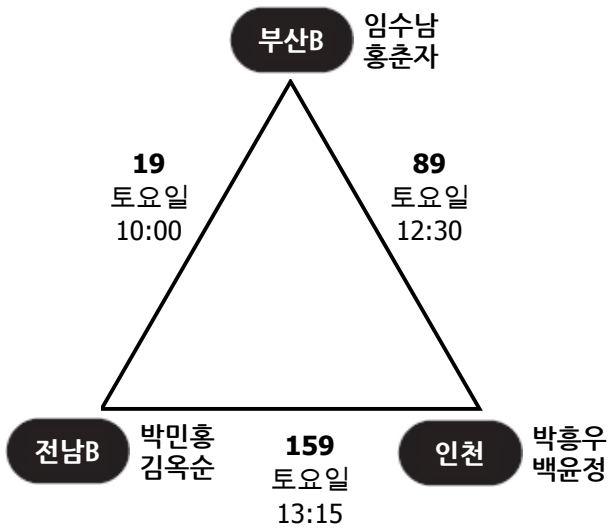 부산B
임수남
홍춘자
19
토요일
10:00
89
토요일
12:30
전남B
박민홍
김옥순
159
토요일
13:15
인천
박흥우
백윤정